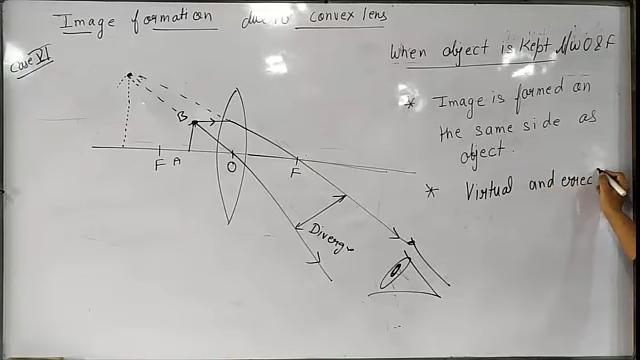 Image formation due to convex lens
Case VI
When object is kept b/w O & F
* Image is formed on
the same side as
object.
* Virtual and erec
B
F A O F
Diverge